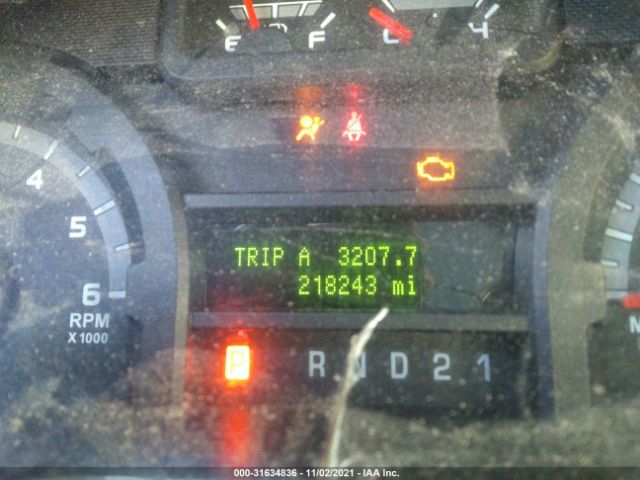 E F C 4
4
5
6
RPM
X 1000
TRIP A 3207.7
218243 mi
P R N D 2 1
000-31634836 - 11/02/2021 - IAA Inc.